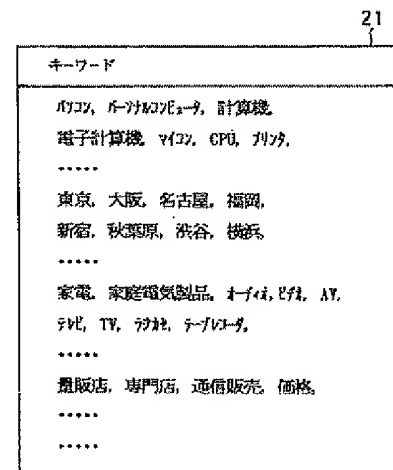 21
キーワード
パソコン, パーソナルコンピュータ, 計算機,
電子計算機, マイコン, CPU, プリンタ,
.....
東京, 大阪, 名古屋, 福岡,
新宿, 秋葉原, 渋谷, 横浜,
.....
家電, 家庭電気製品, オーディオ, ビデオ, AV,
テレビ, TV, ラジカセ, テープレコーダ,
.....
量販店, 専門店, 通信販売, 価格,
.....
.....